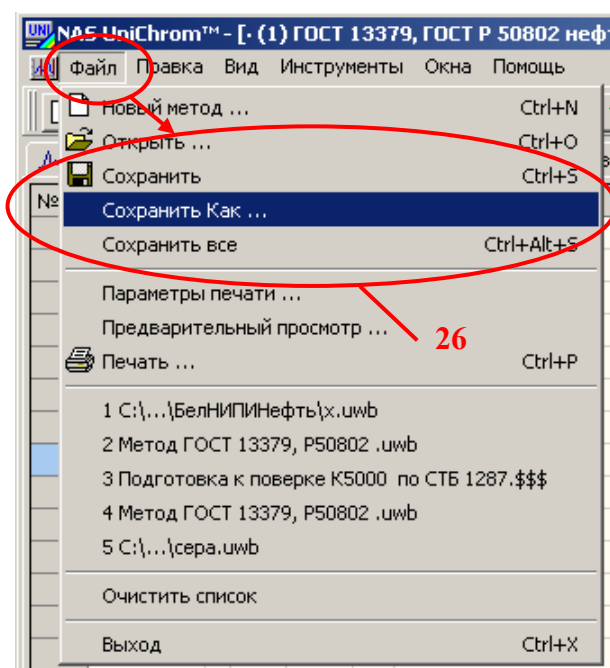 NAS UniChrom™ - [· (1) ГОСТ 13379, ГОСТ Р 50802 неф
Файл Правка Вид Инструменты Окна Помощь
Новый метод ... Ctrl+N
Открыть ... Ctrl+O
Сохранить Ctrl+S
№
Сохранить Как ...
Сохранить все Ctrl+Alt+S
Параметры печати ...
Предварительный просмотр ...
26
Печать ... Ctrl+P
1 C:\...\БелНИПИНефть\x.uwb
2 Метод ГОСТ 13379, Р50802 .uwb
3 Подготовка к поверке К5000 по СТБ 1287.$$$
4 Метод ГОСТ 13379, Р50802 .uwb
5 C:\...\сера.uwb
Очистить список
Выход Ctrl+X